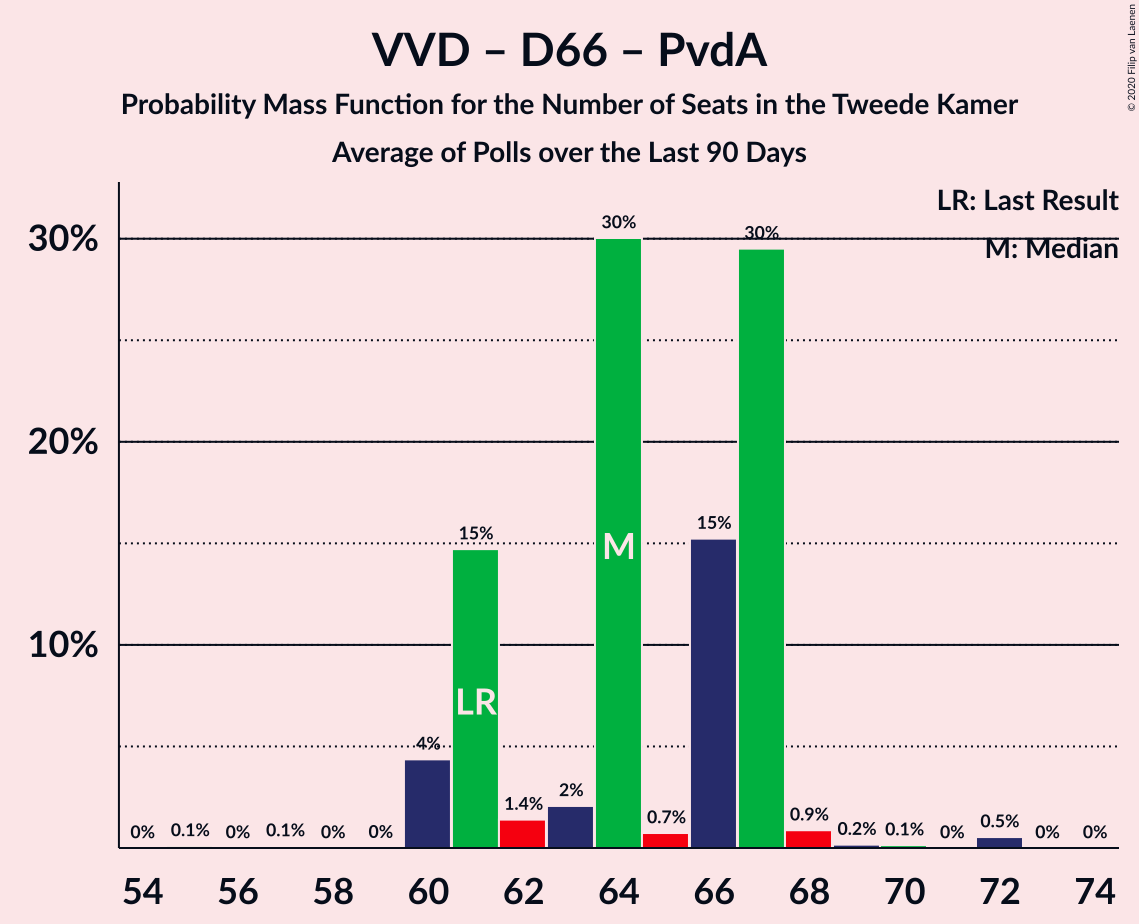 VVD – D66 – PvdA
Probability Mass Function for the Number of Seats in the Tweede Kamer
Average of Polls over the Last 90 Days
© 2020 Filip van Laenen
LR: Last Result
M: Median
30%
20%
10%
0%
0.1%
0%
0.1%
0%
0%
4%
15%
1.4%
2%
30%
0.7%
15%
30%
0.9%
0.2%
0.1%
0%
0.5%
0%
0%
LR
M
54 56 58 60 62 64 66 68 70 72 74